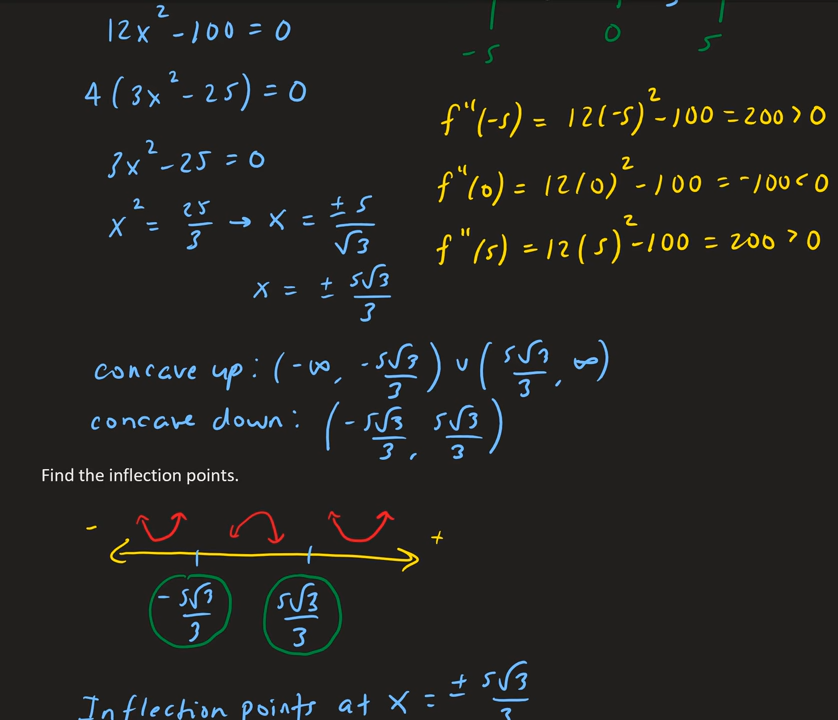 12x² - 100 = 0
-5 0 5
4(3x² - 25) = 0
f"(-5) = 12(-5)² - 100 = 200 > 0
3x² - 25 = 0
f"(0) = 12(0)² - 100 = -100 < 0
x² = 25/3 → x = ±5/√3
f"(5) = 12(5)² - 100 = 200 > 0
x = ± 5√3/3
concave up: (-∞, -5√3/3) ∪ (5√3/3, ∞)
concave down: (-5√3/3, 5√3/3)
Find the inflection points.
- +
-5√3/3 5√3/3
Inflection points at x = ± 5√3/3